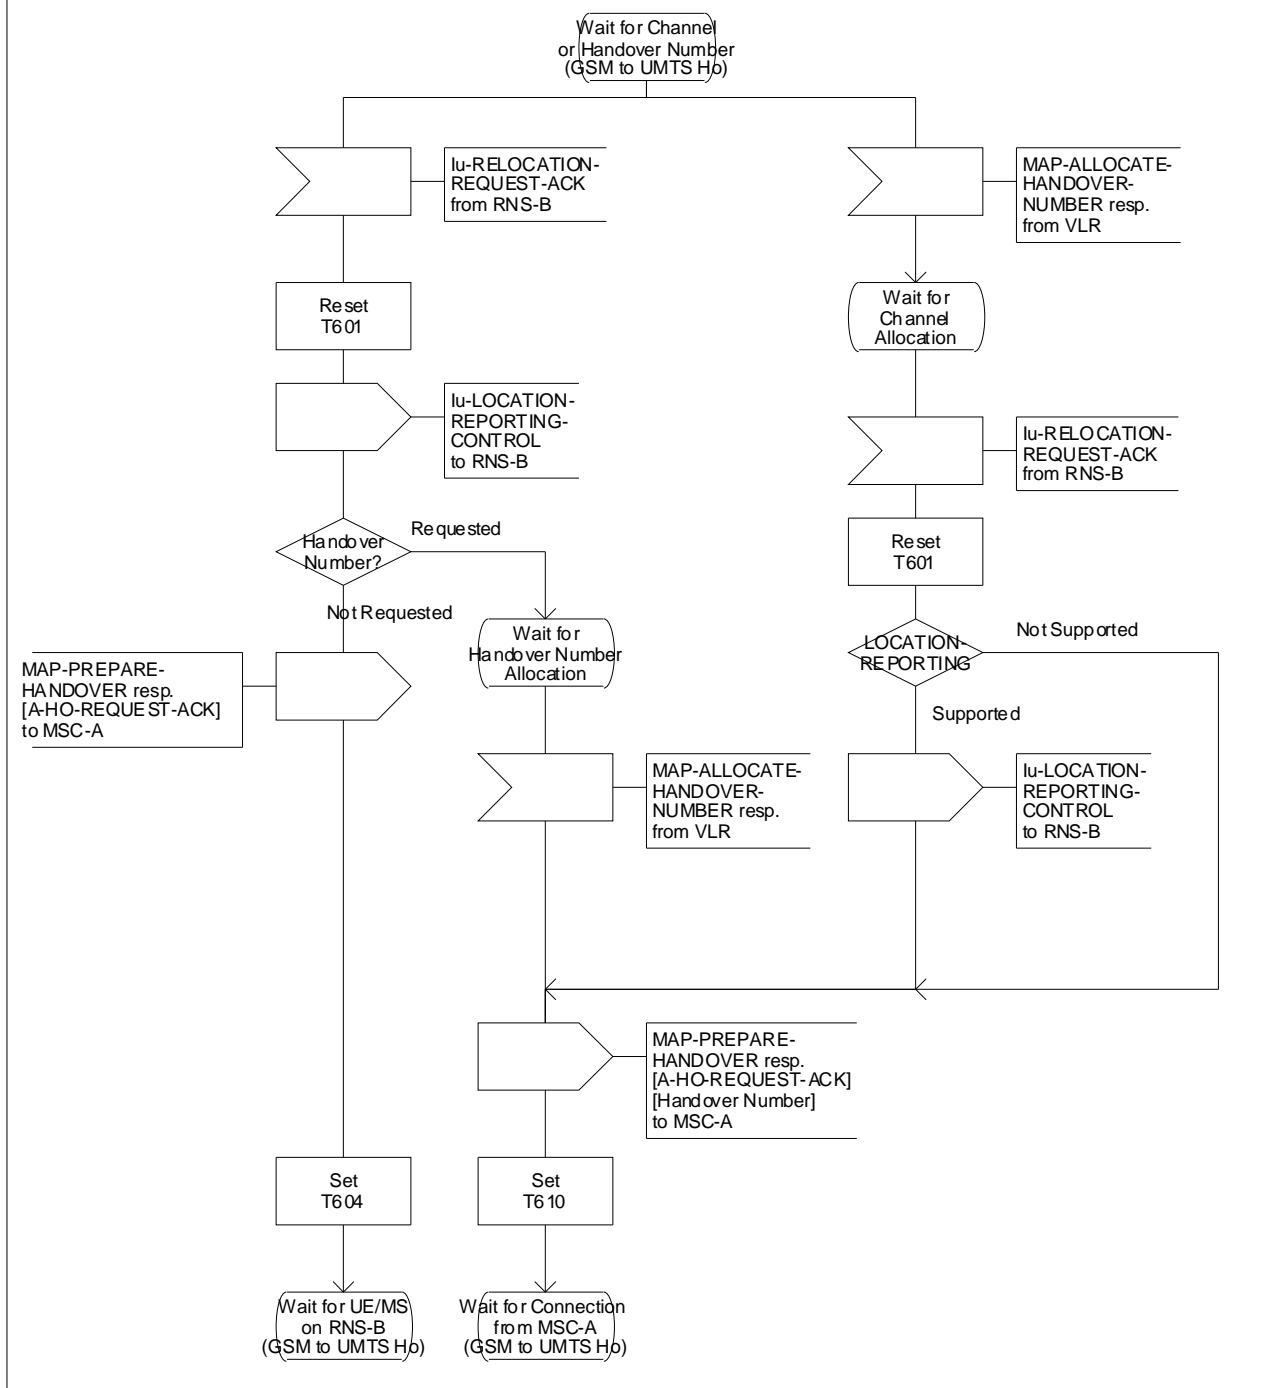 Wait for Channel
or Handover Number
(GSM to UMTS Ho)
Iu-RELOCATION-
REQUEST-ACK
from RNS-B
MAP-ALLOCATE-
HANDOVER-
NUMBER resp.
from VLR
Reset
T601
Wait for
Channel
Allocation
Iu-LOCATION-
REPORTING-
CONTROL
to RNS-B
Iu-RELOCATION-
REQUEST-ACK
from RNS-B
Handover
Number?
Requested
Not Requested
Reset
T601
Wait for
Handover Number
Allocation
LOCATION-
REPORTING
Not Supported
Supported
MAP-PREPARE-
HANDOVER resp.
[A-HO-REQUEST-ACK]
to MSC-A
MAP-ALLOCATE-
HANDOVER-
NUMBER resp.
from VLR
Iu-LOCATION-
REPORTING-
CONTROL
to RNS-B
MAP-PREPARE-
HANDOVER resp.
[A-HO-REQUEST-ACK]
[Handover Number]
to MSC-A
Set
T604
Set
T610
Wait for UE/MS
on RNS-B
(GSM to UMTS Ho)
Wait for Connection
from MSC-A
(GSM to UMTS Ho)